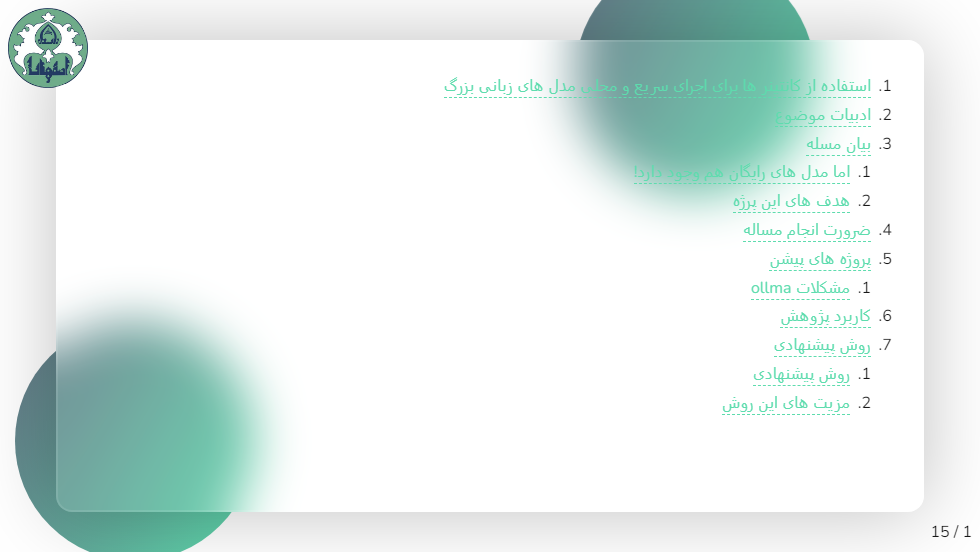 1. استفاده از کانتینر ها برای اجرای سریع و محلی مدل های زبانی بزرگ
2. ادبیات موضوع
3. بیان مسله
1. اما مدل های رایگان هم وجود دارد!
2. هدف های این پرژه
4. ضرورت انجام مساله
5. پروژه های پیشن
1. مشکلات ollma
6. کاربرد پژوهش
7. روش پیشنهادی
1. روش پیشنهادی
2. مزیت های این روش
15 / 1